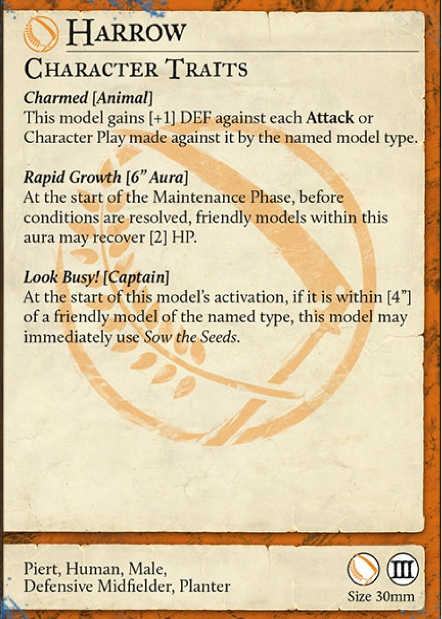 HARROW
CHARACTER TRAITS
Charmed [Animal]
This model gains [+1] DEF against each Attack or
Character Play made against it by the named model type.
Rapid Growth [6” Aura]
At the start of the Maintenance Phase, before
conditions are resolved, friendly models within this
aura may recover [2] HP.
Look Busy! [Captain]
At the start of this model’s activation, if it is within [4”]
of a friendly model of the named type, this model may
immediately use Sow the Seeds.
Piert, Human, Male,
Defensive Midfielder, Planter
III
Size 30mm